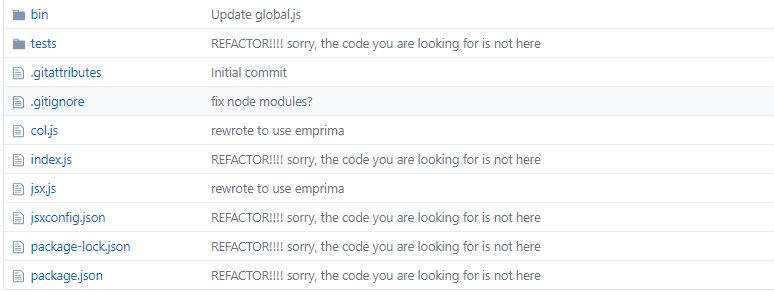 bin Update global.js
tests REFACTOR!!!! sorry, the code you are looking for is not here
.gitattributes Initial commit
.gitignore fix node modules?
col.js rewrote to use emprima
index.js REFACTOR!!!! sorry, the code you are looking for is not here
jsx.js rewrote to use emprima
jsxconfig.json REFACTOR!!!! sorry, the code you are looking for is not here
package-lock.json REFACTOR!!!! sorry, the code you are looking for is not here
package.json REFACTOR!!!! sorry, the code you are looking for is not here